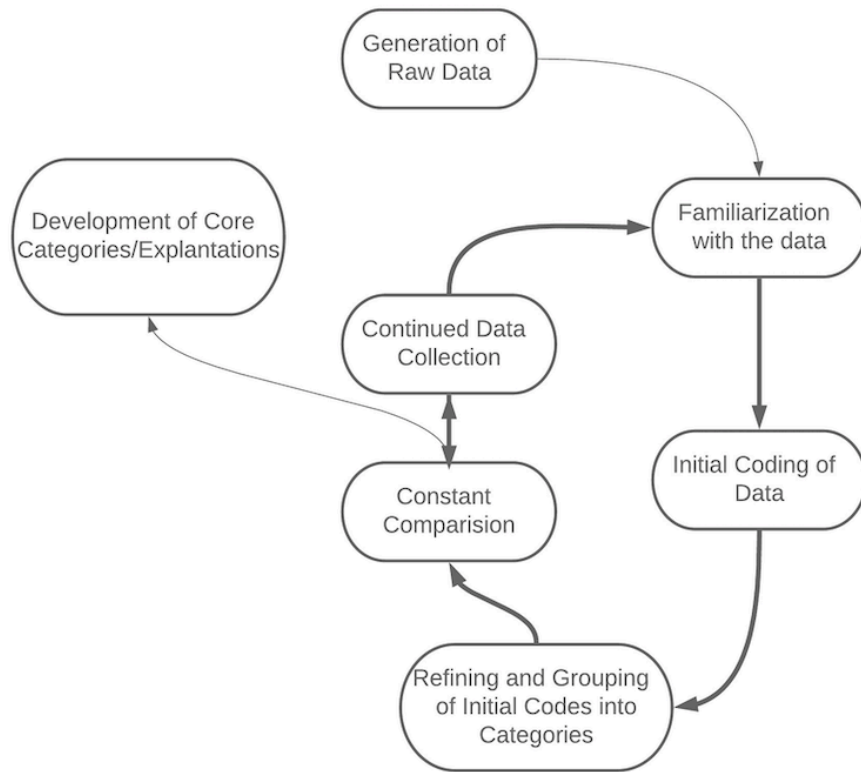 Generation of
Raw Data
Familiarization
with the data
Development of Core
Categories/Explantations
Continued Data
Collection
Initial Coding of
Data
Constant
Comparision
Refining and Grouping
of Initial Codes into
Categories